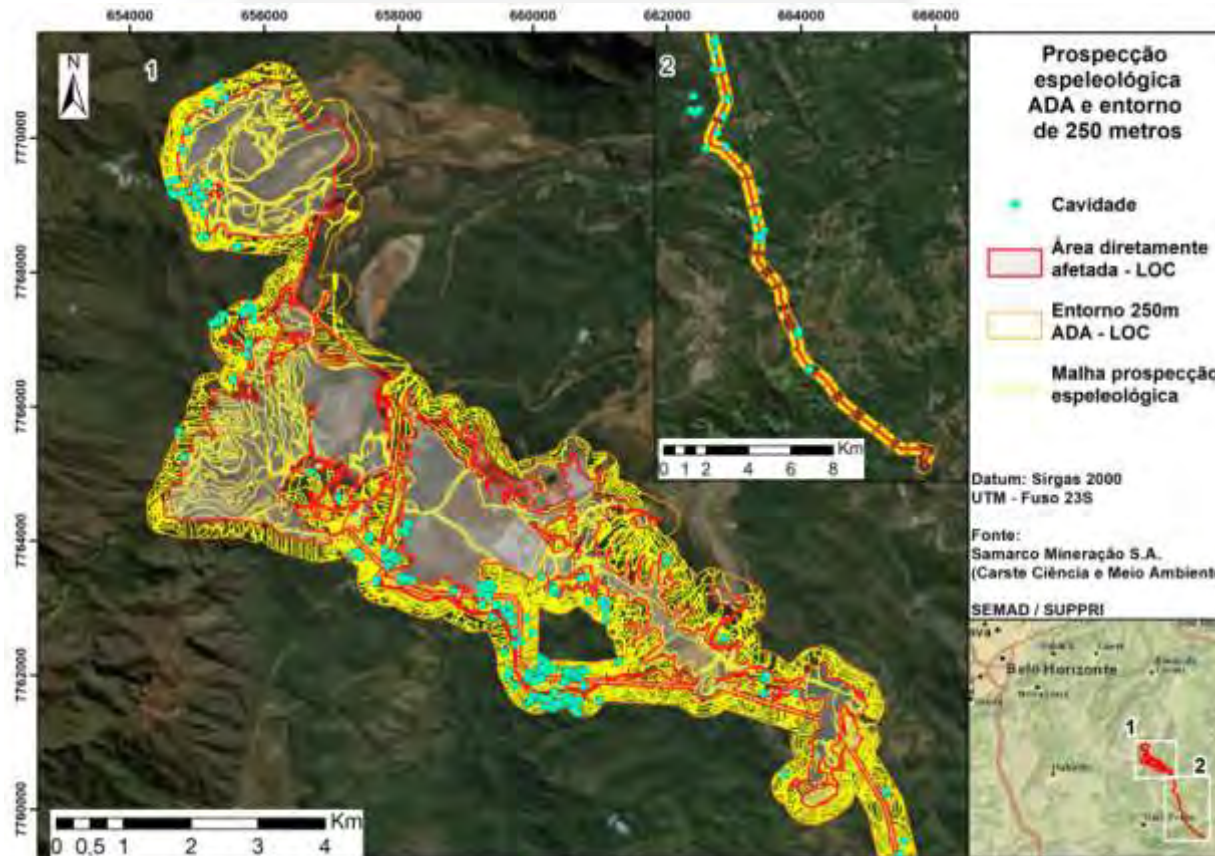 654000 656000 658000 660000 662000 664000 666000
N
1
2
7770000
7768000
7766000
7764000
7762000
7760000
Km
0 1 2 4 6 8
Km
0 0,5 1 2 3 4
Prospecção
espeleológica
ADA e entorno
de 250 metros
Cavidade
Área diretamente
afetada - LOC
Entorno 250m
ADA - LOC
Malha prospecção
espeleológica
Datum: Sirgas 2000
UTM - Fuso 23S
Fonte:
Samarco Mineração S.A.
(Carste Ciência e Meio Ambiente
SEMAD / SUPPRI
Belo Horizonte
1
2